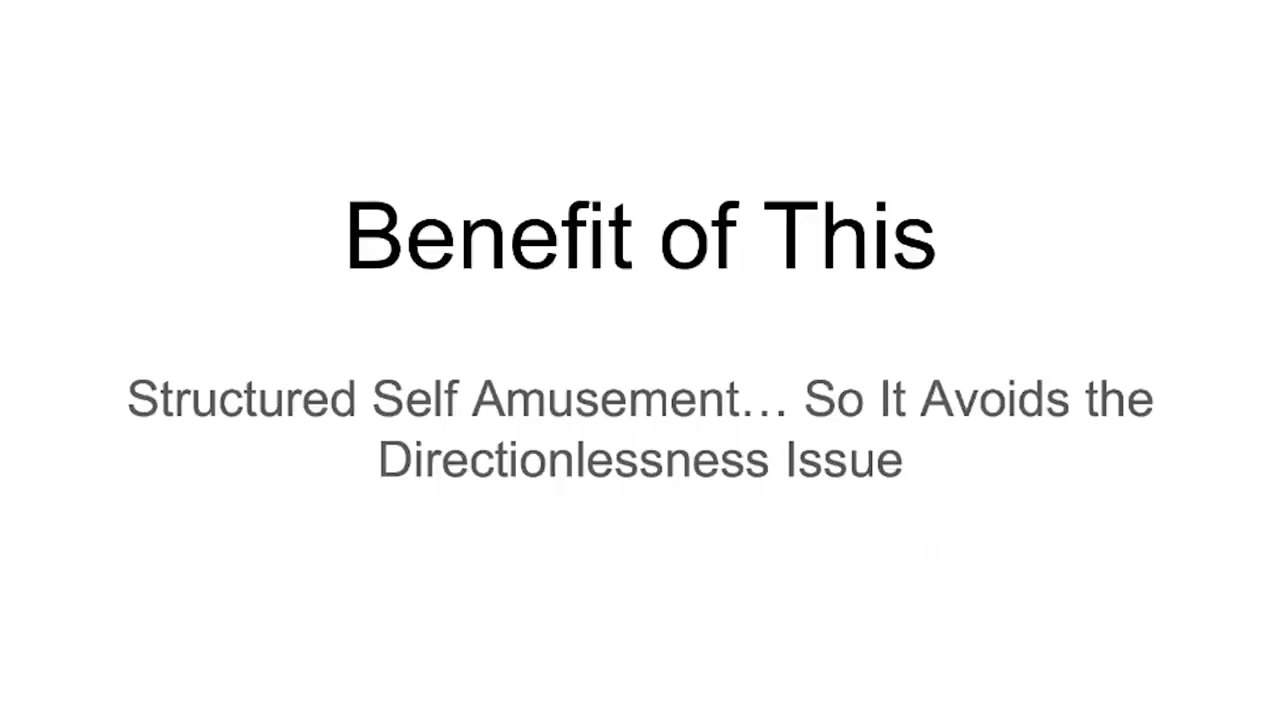 Benefit of This
Structured Self Amusement… So It Avoids the
Directionlessness Issue